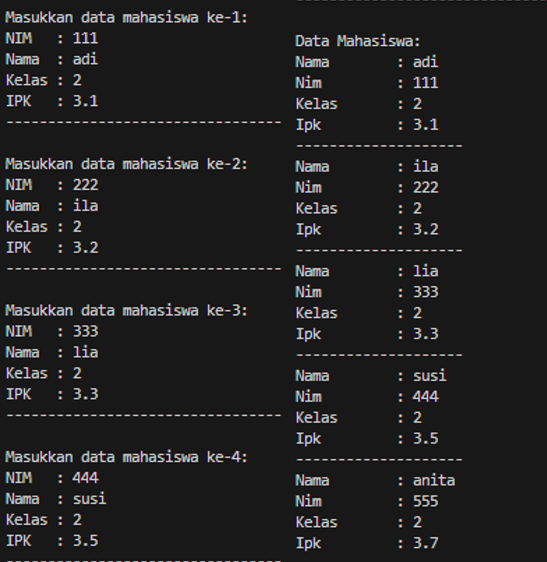 Masukkan data mahasiswa ke-1:
NIM : 111
Nama : adi
Kelas : 2
IPK : 3.1
---------------------------------
Masukkan data mahasiswa ke-2:
NIM : 222
Nama : ila
Kelas : 2
IPK : 3.2
---------------------------------
Masukkan data mahasiswa ke-3:
NIM : 333
Nama : lia
Kelas : 2
IPK : 3.3
---------------------------------
Masukkan data mahasiswa ke-4:
NIM : 444
Nama : susi
Kelas : 2
IPK : 3.5
---------------------------------
Data Mahasiswa:
Nama : adi
Nim : 111
Kelas : 2
Ipk : 3.1
--------------------
Nama : ila
Nim : 222
Kelas : 2
Ipk : 3.2
--------------------
Nama : lia
Nim : 333
Kelas : 2
Ipk : 3.3
--------------------
Nama : susi
Nim : 444
Kelas : 2
Ipk : 3.5
--------------------
Nama : anita
Nim : 555
Kelas : 2
Ipk : 3.7